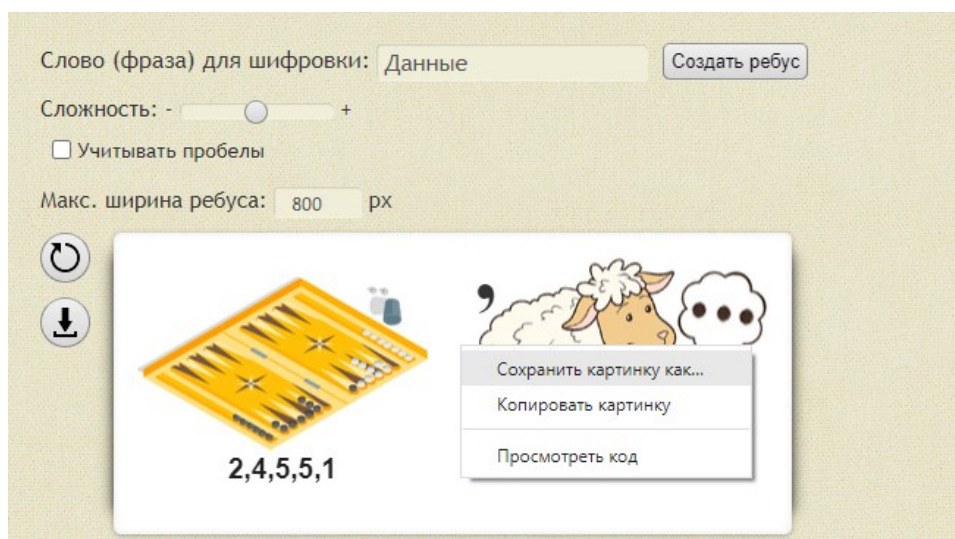 Слово (фраза) для шифровки: Данные Создать ребус
Сложность: - +
Учитывать пробелы
Макс. ширина ребуса: 800 px
,
Сохранить картинку как...
Копировать картинку
Просмотреть код
2,4,5,5,1